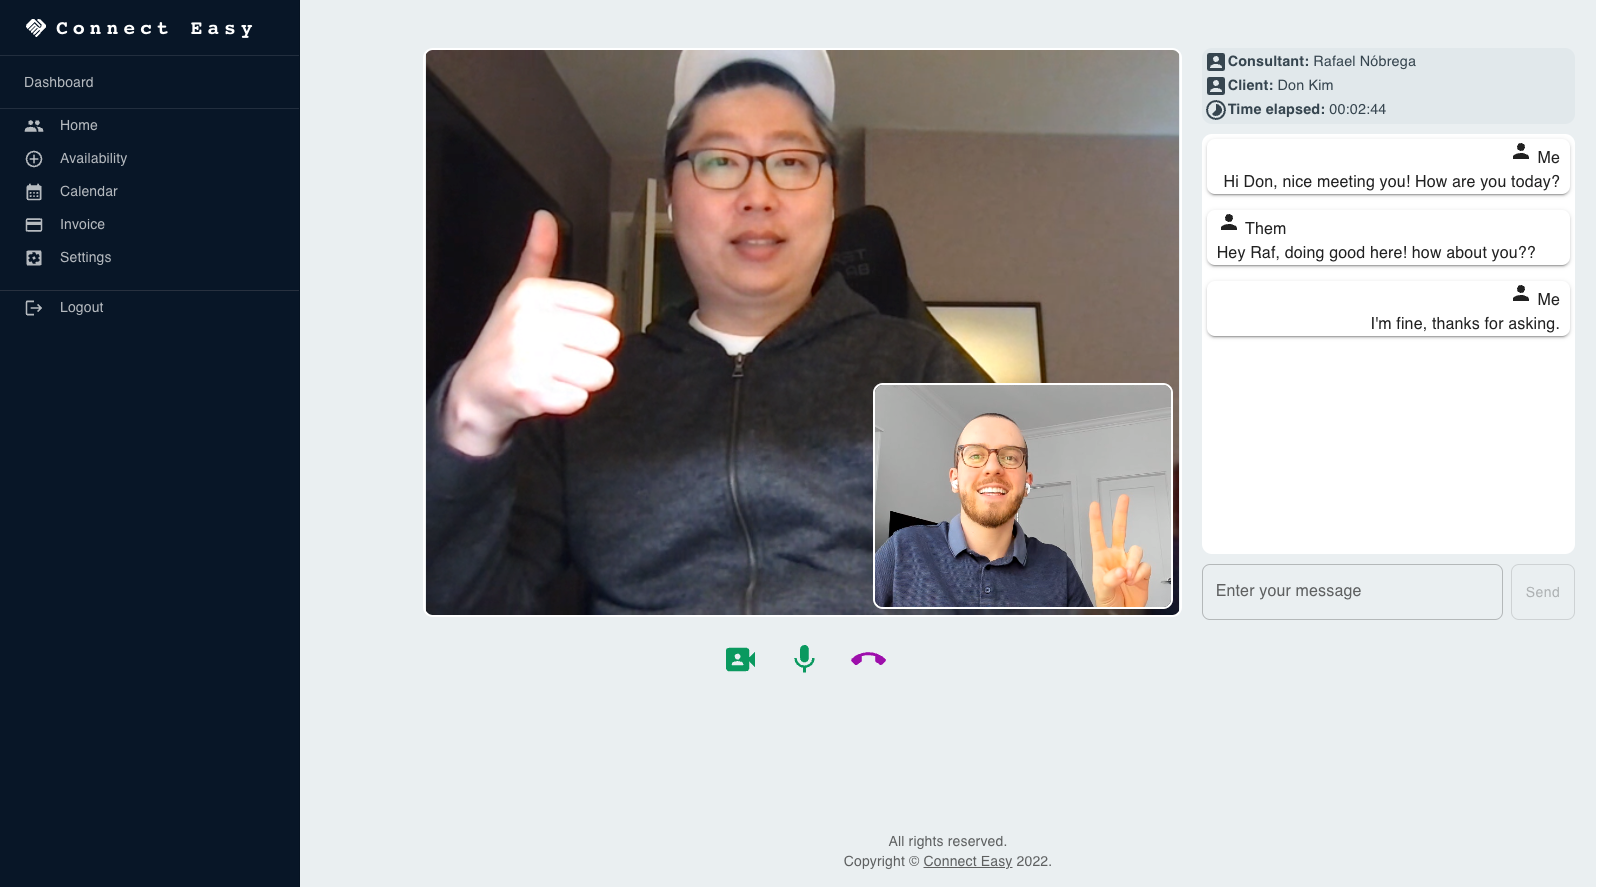 Connect Easy
Dashboard
Home
Availability
Calendar
Invoice
Settings
Logout
Consultant: Rafael Nóbrega
Client: Don Kim
Time elapsed: 00:02:44
Me
Hi Don, nice meeting you! How are you today?
Them
Hey Raf, doing good here! how about you??
Me
I'm fine, thanks for asking.
Enter your message
Send
All rights reserved.
Copyright © Connect Easy 2022.